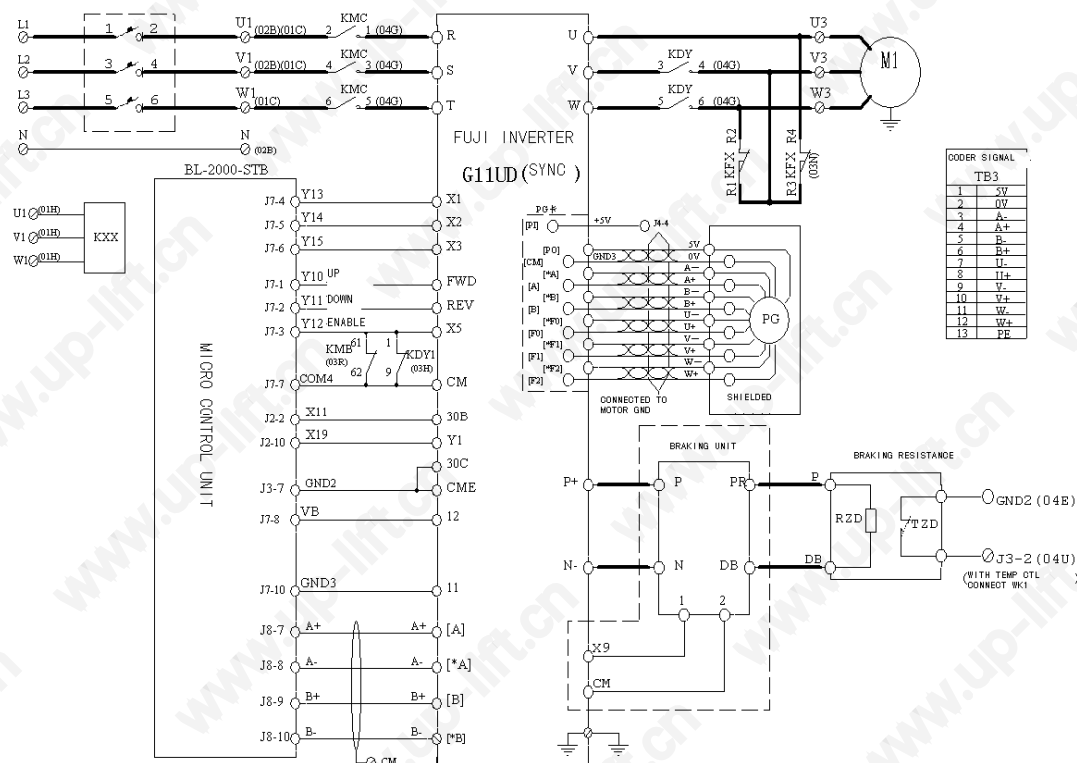 L1 1 2 U1 (02B)(01C) 2 KMC 1 (04G) R U U3
L2 3 4 V1 (02B)(01C) 4 KMC 3 (04G) S V 3 KDY 4 (04G) V3 M1
L3 5 6 W1 (01C) 6 KMC 5 (04G) T W 5 KDY 6 (04G) W3
N N (02B)
FUJI INVERTER
G11UD(SYNC)
R1 KFX R2
R3 KFX R4
(03N)
BL-2000-STB
MICRO CONTROL UNIT
U1 (01H)
V1 (01H)
W1 (01H)
KXX
J7-4 Y13 X1
J7-5 Y14 X2
J7-6 Y15 X3
J7-1 Y10 UP FWD
J7-2 Y11 DOWN REV
J7-3 Y12 ENABLE X5
61 1
KMB KDY1
(03R) (03H)
62 9
J7-7 COM4 CM
J2-2 X11 30B
J2-10 X19 Y1
30C
J3-7 GND2 CME
J7-8 VB 12
J7-10 GND3 11
J8-7 A+ A+ [A]
J8-8 A- A- [*A]
J8-9 B+ B+ [B]
J8-10 B- B- [*B]
CM
PG*
[PI] +5V J4-4
[PO] 5V
[CM] GND3 0V
[*A] A-
[A] A+
[*B] B-
[B] B+
[*F0] U-
[F0] U+
[*F1] V-
[F1] V+
[*F2] W-
[F2] W+
PG
CONNECTED TO
MOTOR GND
SHIELDED
CODER SIGNAL
TB3
1 5V
2 0V
3 A-
4 A+
5 B-
6 B+
7 U-
8 U+
9 V-
10 V+
11 W-
12 W+
13 PE
BRAKING UNIT
P+ P PR P
N- N DB DB
1 2
X9
CM
BRAKING RESISTANCE
RZD TZD
GND2 (04E)
J3-2 (04U)
(WITH TEMP CTL
CONNECT WK1 )
www.up-lift.cn